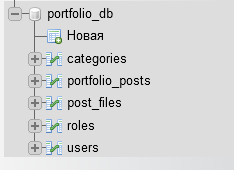 portfolio_db
Новая
categories
portfolio_posts
post_files
roles
users